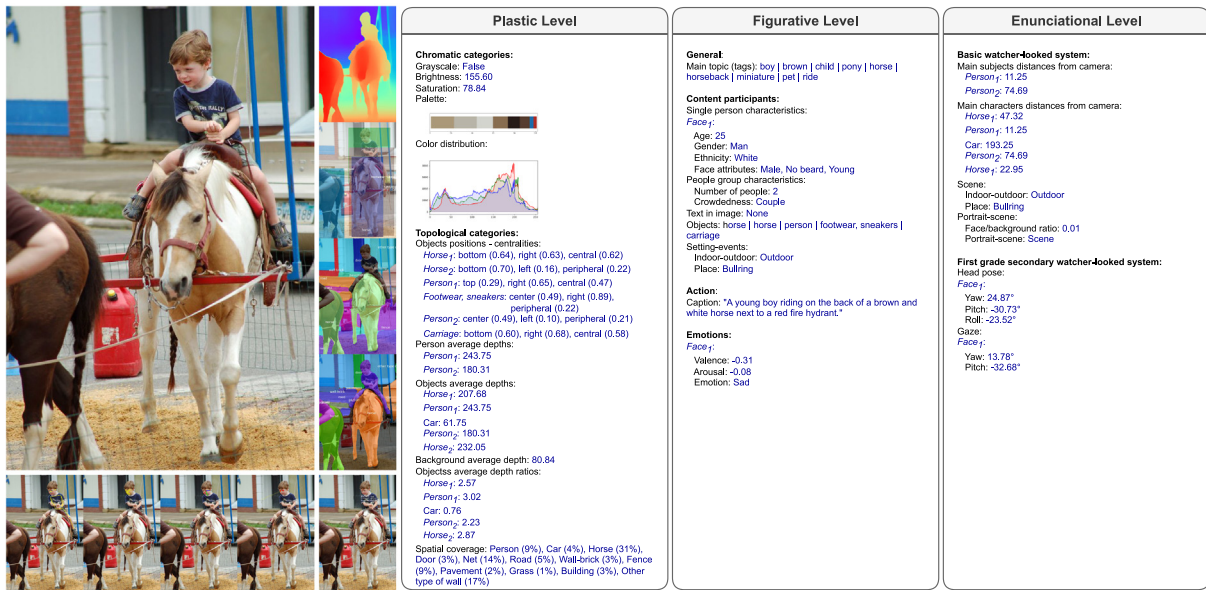 Plastic Level
Chromatic categories:
Grayscale: False
Brightness: 155.60
Saturation: 78.84
Palette:
Color distribution:
Topological categories:
Objects positions - centralities:
Horse1: bottom (0.64), right (0.63), central (0.62)
Horse2: bottom (0.70), left (0.16), peripheral (0.22)
Person1: top (0.29), right (0.65), central (0.47)
Footwear, sneakers: center (0.49), right (0.89),
peripheral (0.22)
Person2: center (0.49), left (0.10), peripheral (0.21)
Carriage: bottom (0.60), right (0.68), central (0.58)
Person average depths:
Person1: 243.75
Person2: 180.31
Objects average depths:
Horse1: 207.68
Person1: 243.75
Car: 61.75
Person2: 180.31
Horse2: 232.05
Background average depth: 80.84
Objectss average depth ratios:
Horse1: 2.57
Person1: 3.02
Car: 0.76
Person2: 2.23
Horse2: 2.87
Spatial coverage: Person (9%), Car (4%), Horse (31%),
Door (3%), Net (14%), Road (5%), Wall-brick (3%), Fence
(9%), Pavement (2%), Grass (1%), Building (3%), Other
type of wall (17%)
Figurative Level
General:
Main topic (tags): boy | brown | child | pony | horse |
horseback | miniature | pet | ride
Content participants:
Single person characteristics:
Face1:
Age: 25
Gender: Man
Ethnicity: White
Face attributes: Male, No beard, Young
People group characteristics:
Number of people: 2
Crowdedness: Couple
Text in image: None
Objects: horse | horse | person | footwear, sneakers |
carriage
Setting-events:
Indoor-outdoor: Outdoor
Place: Bullring
Action:
Caption: "A young boy riding on the back of a brown and
white horse next to a red fire hydrant."
Emotions:
Face1:
Valence: -0.31
Arousal: -0.08
Emotion: Sad
Enunciational Level
Basic watcher-looked system:
Main subjects distances from camera:
Person1: 11.25
Person2: 74.69
Main characters distances from camera:
Horse1: 47.32
Person1: 11.25
Car: 193.25
Person2: 74.69
Horse1: 22.95
Scene:
Indoor-outdoor: Outdoor
Place: Bullring
Portrait-scene:
Face/background ratio: 0.01
Portrait-scene: Scene
First grade secondary watcher-looked system:
Head pose:
Face1:
Yaw: 24.87°
Pitch: -30.73°
Roll: -23.52°
Gaze:
Face1:
Yaw: 13.78°
Pitch: -32.68°